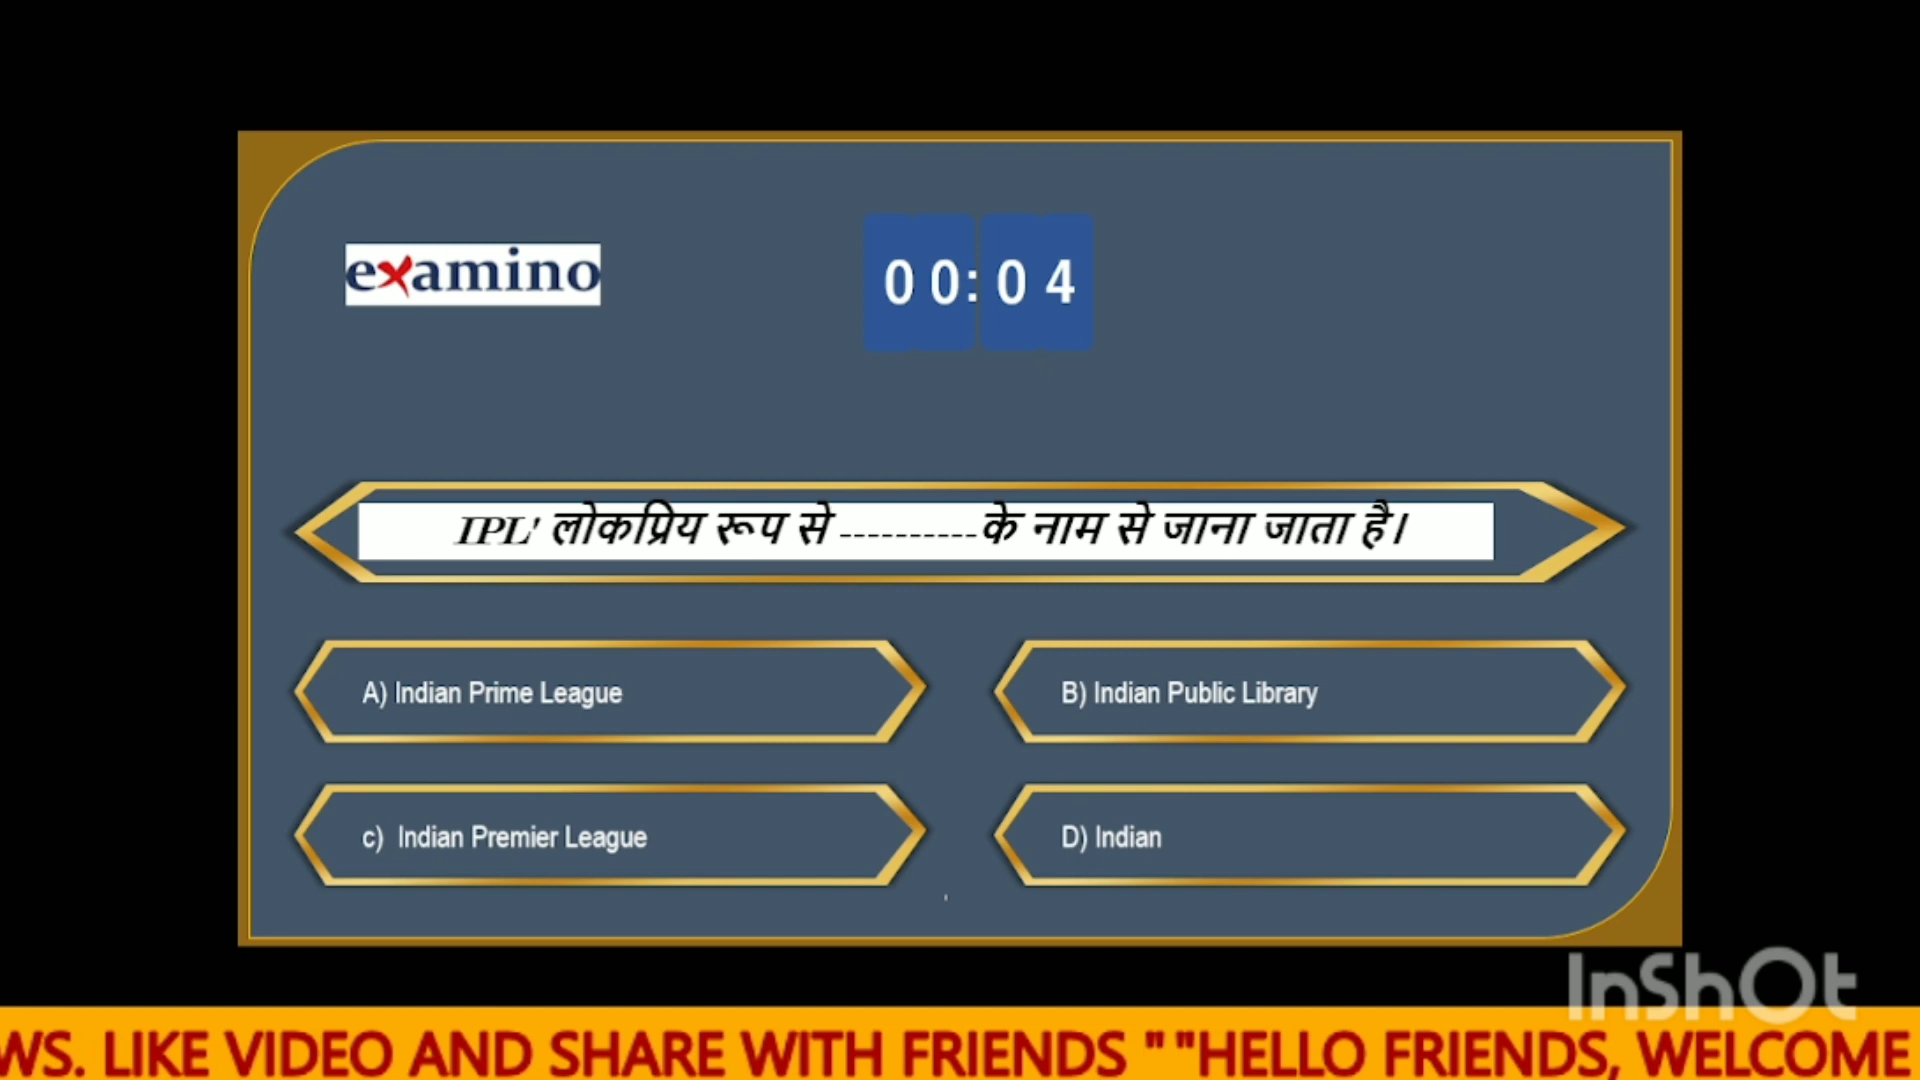 examino
00:04
IPL' लोकप्रिय रूप से ----------के नाम से जाना जाता है।
A) Indian Prime League
B) Indian Public Library
c) Indian Premier League
D) Indian
InShOt
WS. LIKE VIDEO AND SHARE WITH FRIENDS " "HELLO FRIENDS, WELCOME